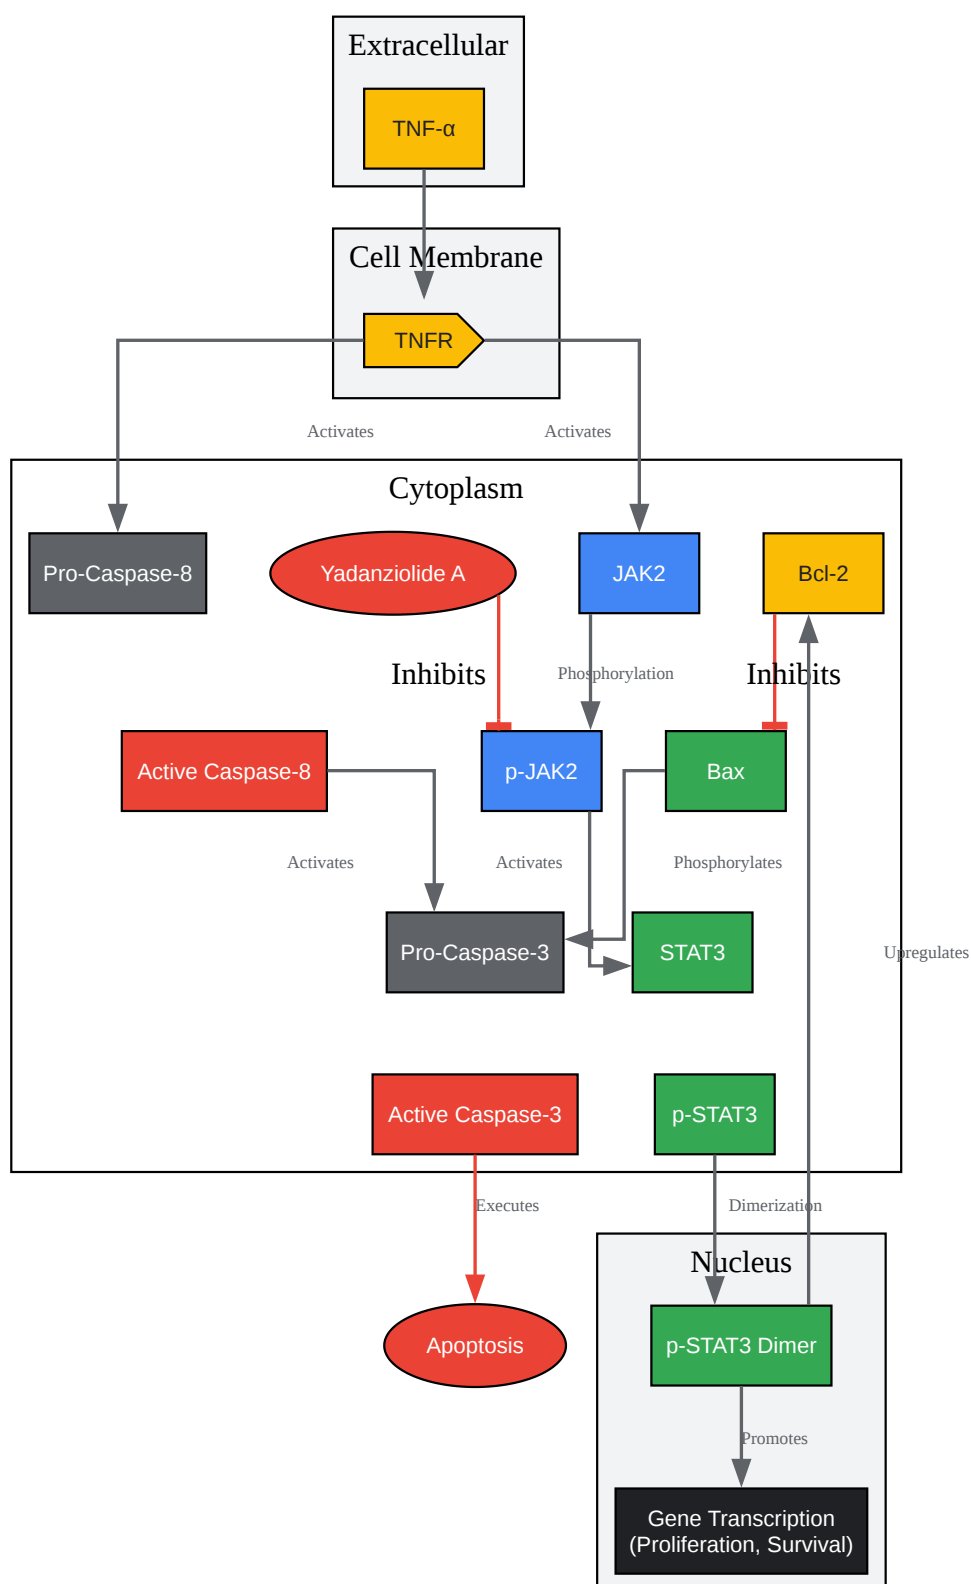 Extracellular
TNF-α
Cell Membrane
TNFR
Activates
Activates
Cytoplasm
Pro-Caspase-8
Yadanziolide A
JAK2
Bcl-2
Inhibits
Phosphorylation
Inhibits
Active Caspase-8
p-JAK2
Bax
Activates
Activates
Phosphorylates
Pro-Caspase-3
STAT3
Upregulates
Active Caspase-3
p-STAT3
Executes
Dimerization
Nucleus
Apoptosis
p-STAT3 Dimer
Promotes
Gene Transcription
(Proliferation, Survival)